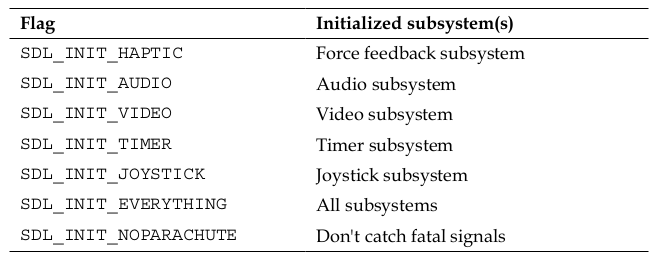 Flag Initialized subsystem(s)
SDL_INIT_HAPTIC Force feedback subsystem
SDL_INIT_AUDIO Audio subsystem
SDL_INIT_VIDEO Video subsystem
SDL_INIT_TIMER Timer subsystem
SDL_INIT_JOYSTICK Joystick subsystem
SDL_INIT_EVERYTHING All subsystems
SDL_INIT_NOPARACHUTE Don't catch fatal signals